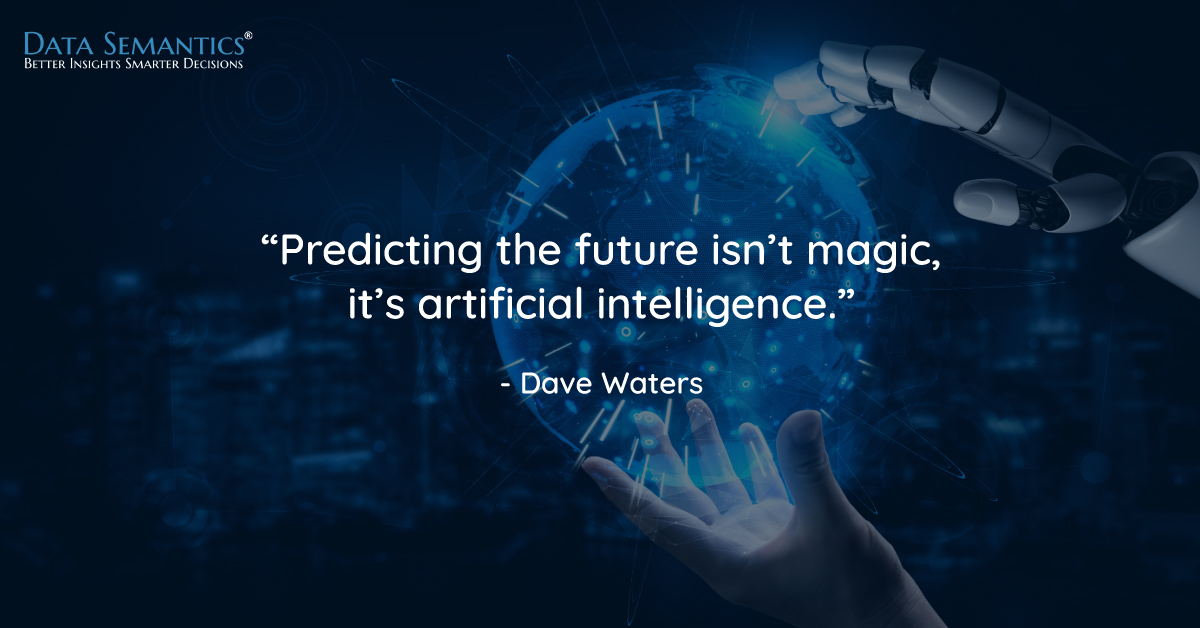 DATA SEMANTICS®
BETTER INSIGHTS SMARTER DECISIONS
“Predicting the future isn’t magic,
it’s artificial intelligence.”
- Dave Waters